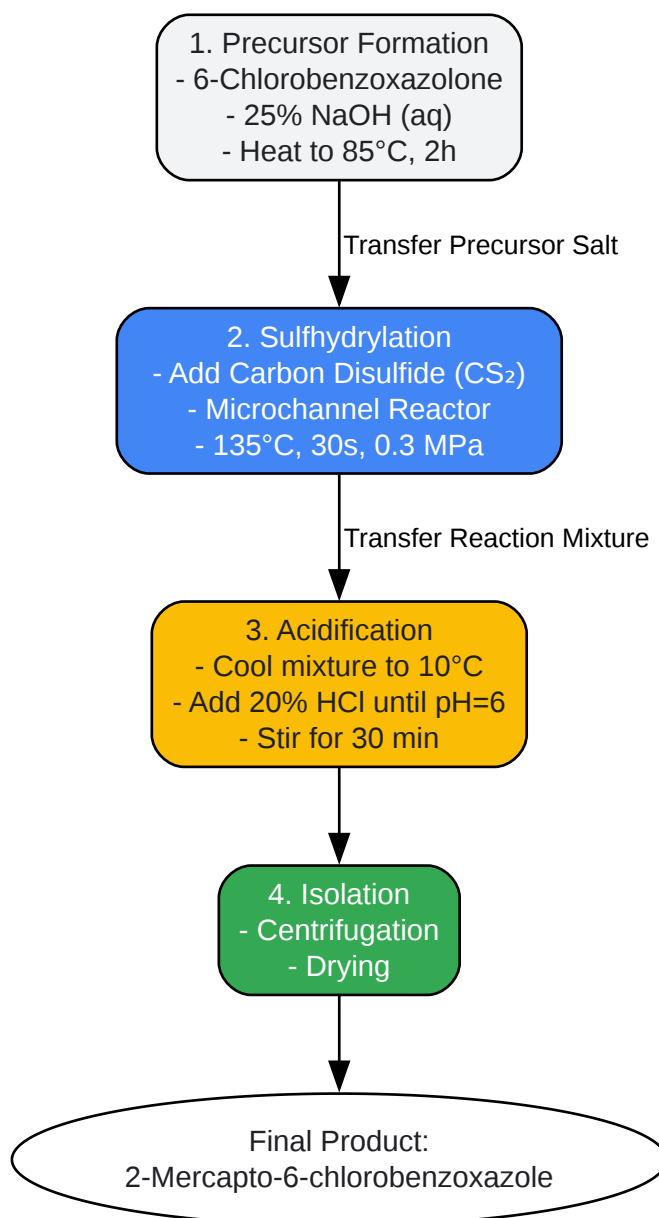 1. Precursor Formation
- 6-Chlorobenzoxazolone
- 25% NaOH (aq)
- Heat to 85°C, 2h
Transfer Precursor Salt
2. Sulfhydrylation
- Add Carbon Disulfide (CS₂)
- Microchannel Reactor
- 135°C, 30s, 0.3 MPa
Transfer Reaction Mixture
3. Acidification
- Cool mixture to 10°C
- Add 20% HCl until pH=6
- Stir for 30 min
4. Isolation
- Centrifugation
- Drying
Final Product:
2-Mercapto-6-chlorobenzoxazole